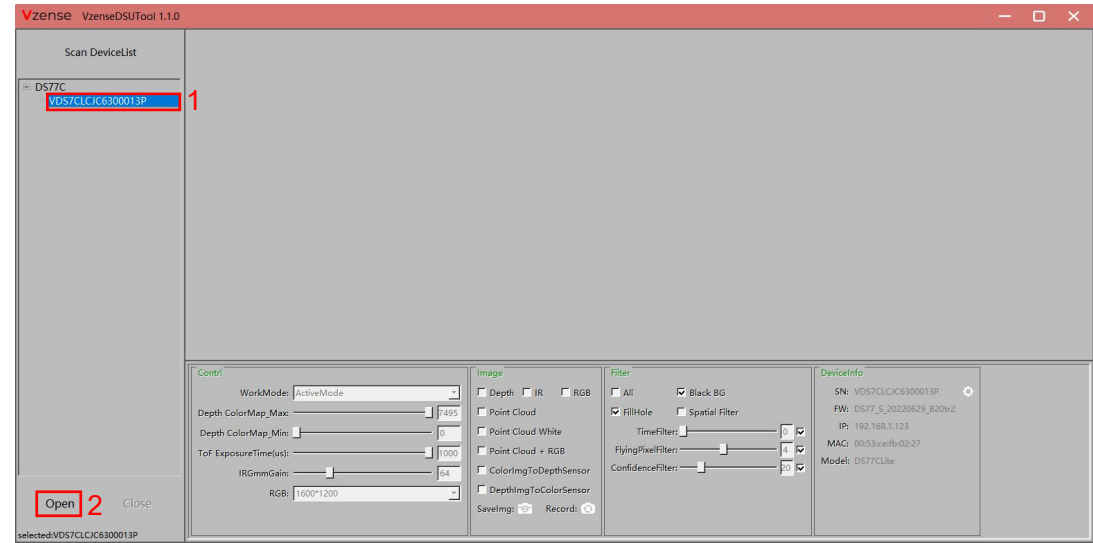 Vzense VzenseDSUTool 1.1.0
Scan DeviceList
DS77C
VDS7CLCJC6300013P 1
Open 2 Close
selected:VDS7CLCJC6300013P
Contrl
WorkMode: ActiveMode
Depth ColorMap_Max: 7495
Depth ColorMap_Min: 0
ToF ExposureTime(us): 1000
IRGmmGain: 64
RGB: 1600*1200
Image
Depth IR RGB
Point Cloud
Point Cloud White
Point Cloud + RGB
ColorImgToDepthSensor
DepthImgToColorSensor
SaveImg: Record:
Filter
All Black BG
FillHole Spatial Filter
TimeFilter: 0
FlyingPixelFilter: 4
ConfidenceFilter: 20
DeviceInfo
SN: VDS7CLCJC6300013P
FW: DS77_S_20220629_B20tr2
IP: 192.168.1.123
MAC: 00:53:ce:fb:02:27
Model: DS77CLite